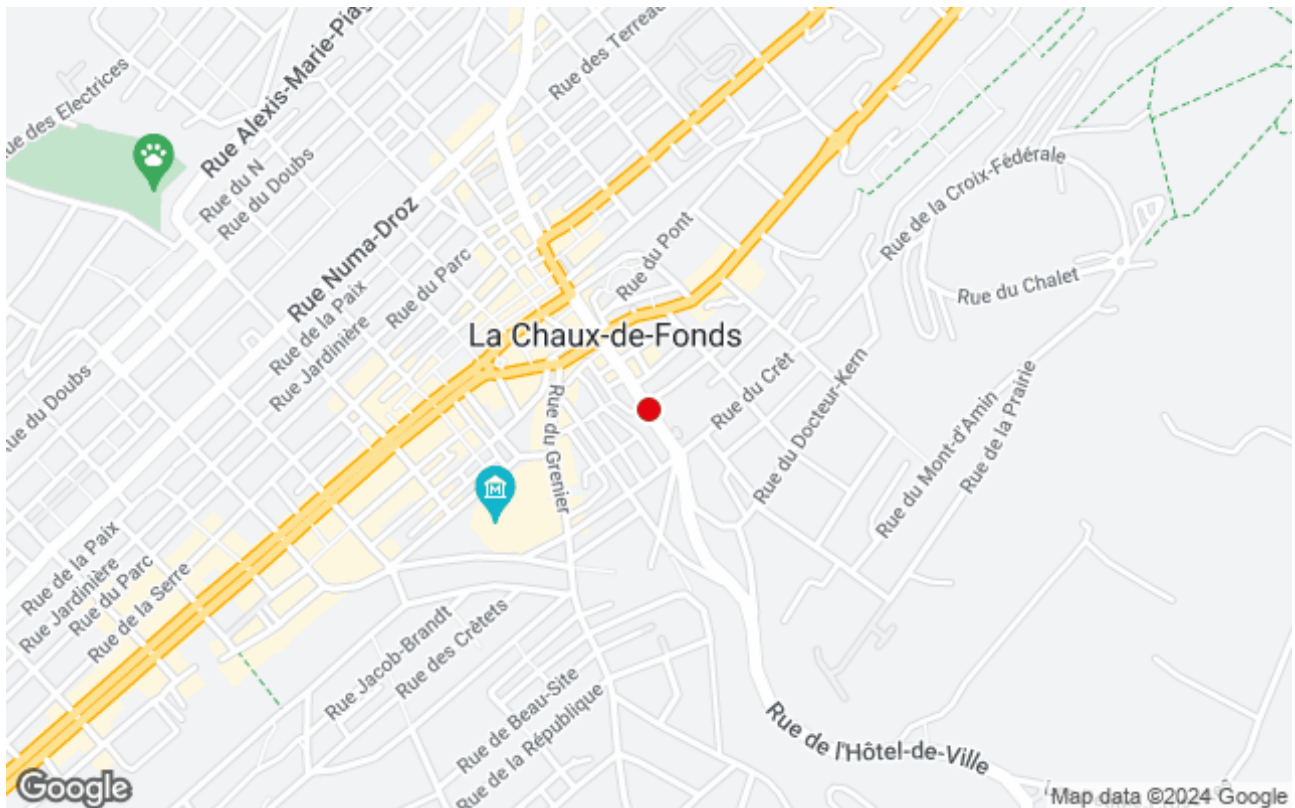 Rue des Electrices
Rue Alexis-Marie-Piag
Rue des Terreau
Rue du N
Rue du Doubs
Rue Numa-Droz
Rue du Parc
Rue de la Paix
Rue Jardinière
Rue du Pont
Rue de la Croix-Fédérale
Rue du Chalet
La Chaux-de-Fonds
Rue du Doubs
Rue du Grenier
Rue du Crêt
Rue du Docteur-Kern
Rue du Mont-d'Amin
Rue de la Prairie
M
Rue de la Paix
Rue Jardinière
Rue du Parc
Rue de la Serre
Rue Jacob-Brandt
Rue des Crêtets
Rue de Beau-Site
Rue de la République
Rue de l'Hôtel-de-Ville
Google
Map data ©2024 Google